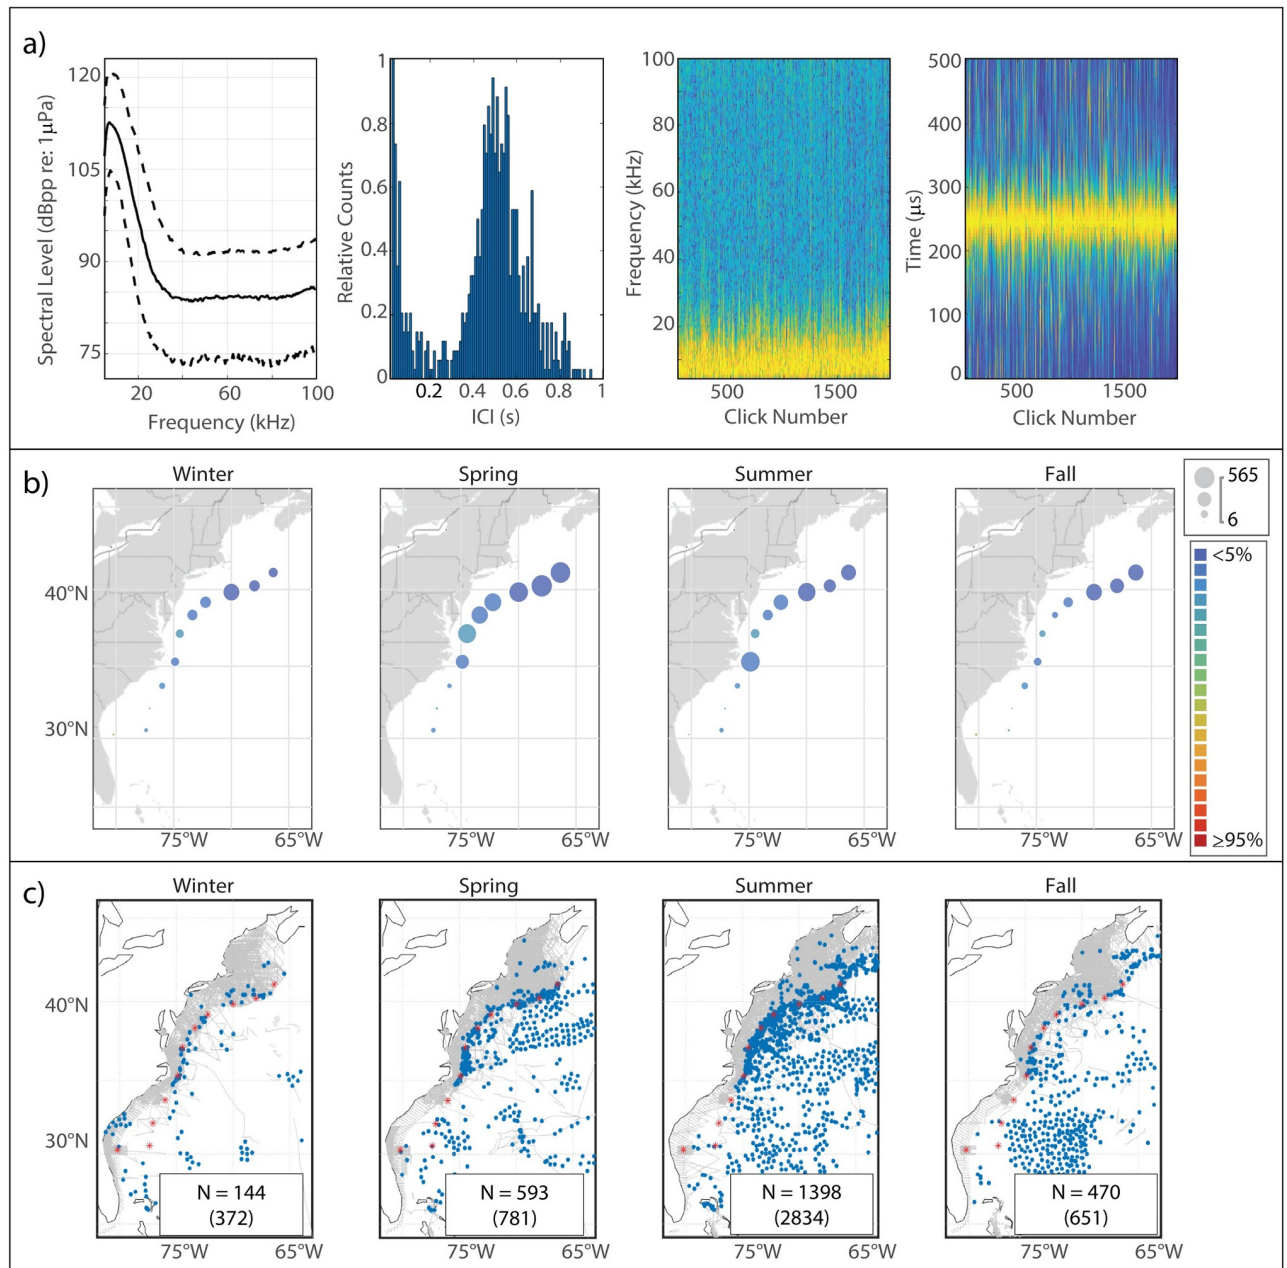 a)
Spectral Level (dBpp re: 1µPa)
120
105
90
75
20 60 100
Frequency (kHz)
Relative Counts
1
0.8
0.6
0.4
0.2
0
0.2 0.4 0.6 0.8 1
ICI (s)
Frequency (kHz)
100
80
60
40
20
500 1500
Click Number
Time (µs)
500
400
300
200
100
0
500 1500
Click Number
b)
Winter Spring Summer Fall
40°N
30°N
75°W 65°W 75°W 65°W 75°W 65°W 75°W 65°W
565
6
<5%
≥95%
c)
Winter Spring Summer Fall
40°N
30°N
N = 144
(372)
N = 593
(781)
N = 1398
(2834)
N = 470
(651)
75°W 65°W 75°W 65°W 75°W 65°W 75°W 65°W